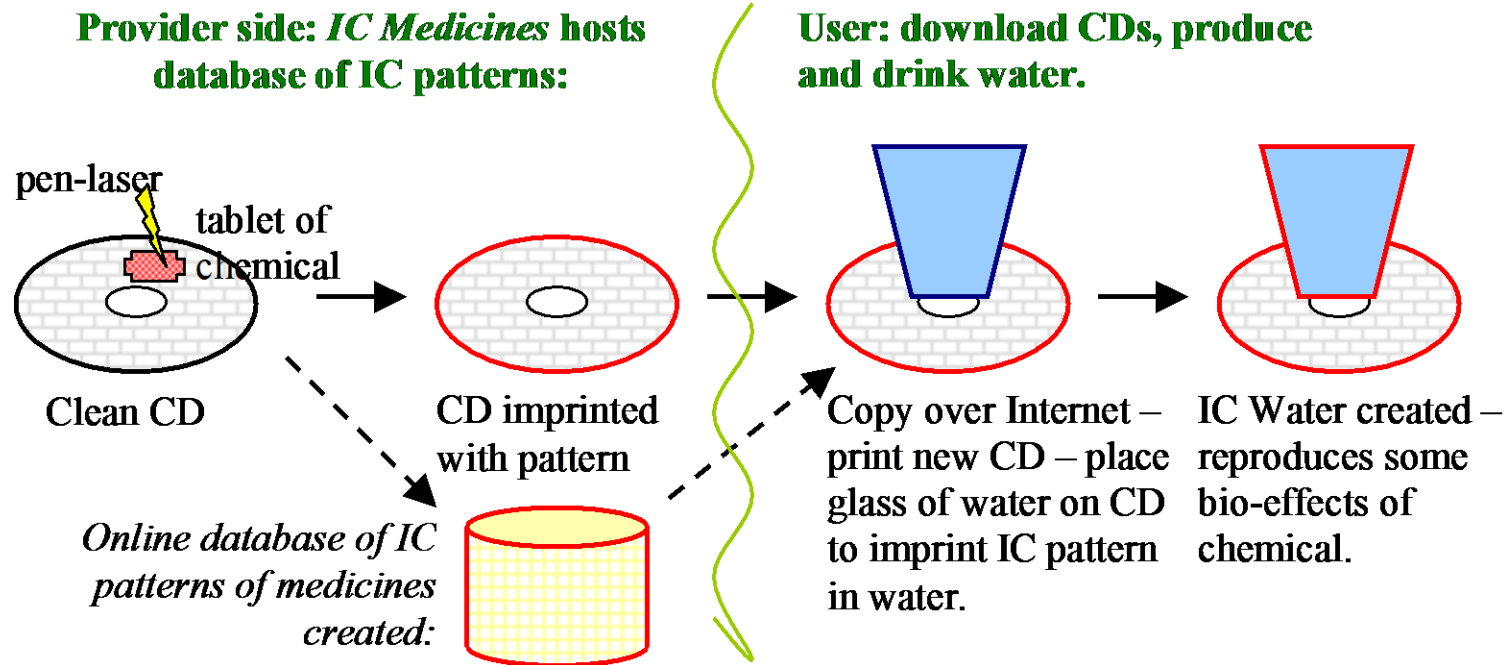 Provider side: IC Medicines hosts
database of IC patterns:
User: download CDs, produce
and drink water.
pen-laser
tablet of
chemical
Clean CD
CD imprinted
with pattern
Online database of IC
patterns of medicines
created:
Copy over Internet –
print new CD – place
glass of water on CD
to imprint IC pattern
in water.
IC Water created –
reproduces some
bio-effects of
chemical.